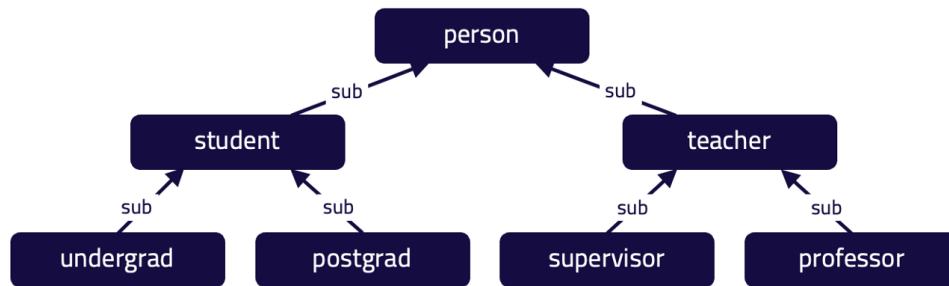 person
sub
sub
student
teacher
sub
sub
sub
sub
undergrad
postgrad
supervisor
professor